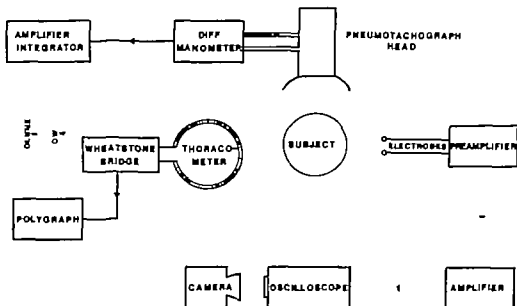 AMPLIFIER
INTEGRATOR
DIFF
MANOMETER
PNEUMOTACHOGRAPH
HEAD
WHEATSTONE
BRIDGE
THORACO
METER
SUBJECT
ELECTRODES
PREAMPLIFIER
POLYGRAPH
CAMERA
OSCILLOSCOPE
AMPLIFIER